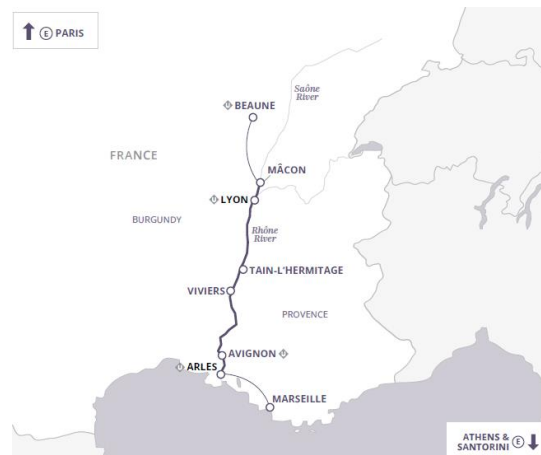 E PARIS
Saône
River
U BEAUNE
FRANCE
MÂCON
U LYON
BURGUNDY
Rhône
River
TAIN-L'HERMITAGE
VIVIERS
PROVENCE
AVIGNON U
U ARLES
MARSEILLE
ATHENS &
SANTORINI E